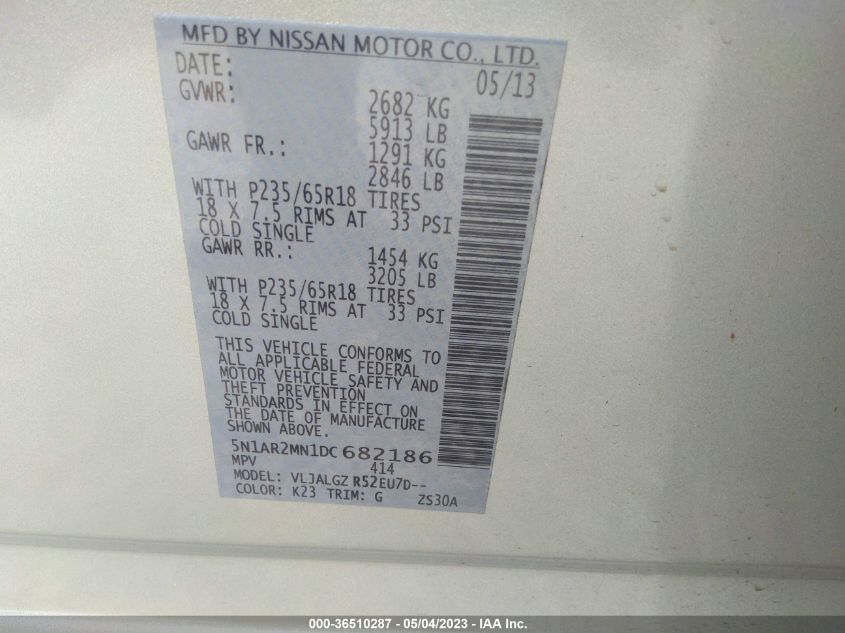 MFD BY NISSAN MOTOR CO., LTD.
DATE: 05/13
GVWR: 2682 KG
5913 LB
GAWR FR.: 1291 KG
2846 LB
WITH P235/65R18 TIRES
18 X 7.5 RIMS AT 33 PSI
COLD SINGLE
GAWR RR.: 1454 KG
3205 LB
WITH P235/65R18 TIRES
18 X 7.5 RIMS AT 33 PSI
COLD SINGLE
THIS VEHICLE CONFORMS TO
ALL APPLICABLE FEDERAL
MOTOR VEHICLE SAFETY AND
THEFT PREVENTION
STANDARDS IN EFFECT ON
THE DATE OF MANUFACTURE
SHOWN ABOVE.
5N1AR2MN1DC682186
MPV 414
MODEL: VLJALGZ R52EU7D--
COLOR: K23 TRIM: G ZS30A
000-36510287 - 05/04/2023 - IAA Inc.